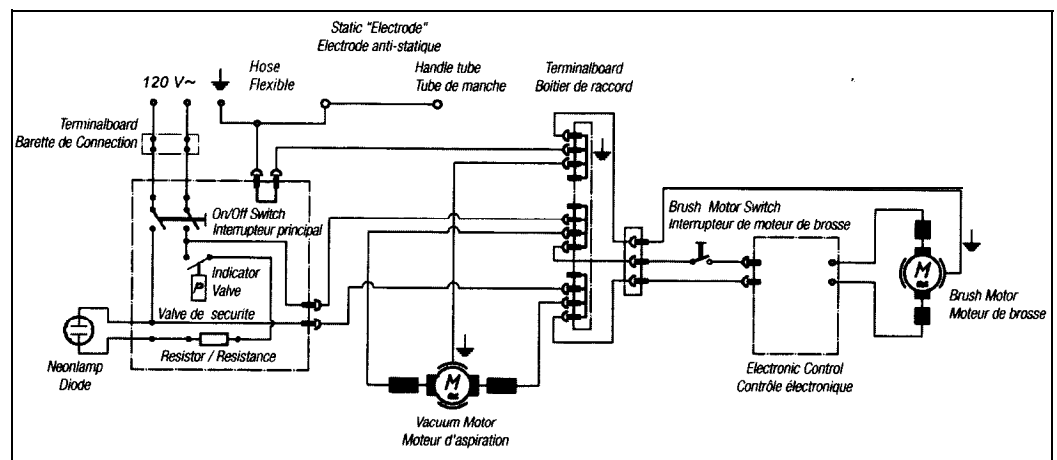 Static "Electrode"
Electrode anti-statique
120 V~
Hose
Flexible
Handle tube
Tube de manche
Terminalboard
Boitier de raccord
Terminalboard
Barette de Connection
On/Off Switch
Interrupteur principal
Brush Motor Switch
Interrupteur de moteur de brosse
Indicator
Valve
P
Valve de securite
M
Brush Motor
Moteur de brosse
Resistor / Resistance
Neonlamp
Diode
M
Electronic Control
Contrôle électronique
Vacuum Motor
Moteur d'aspiration